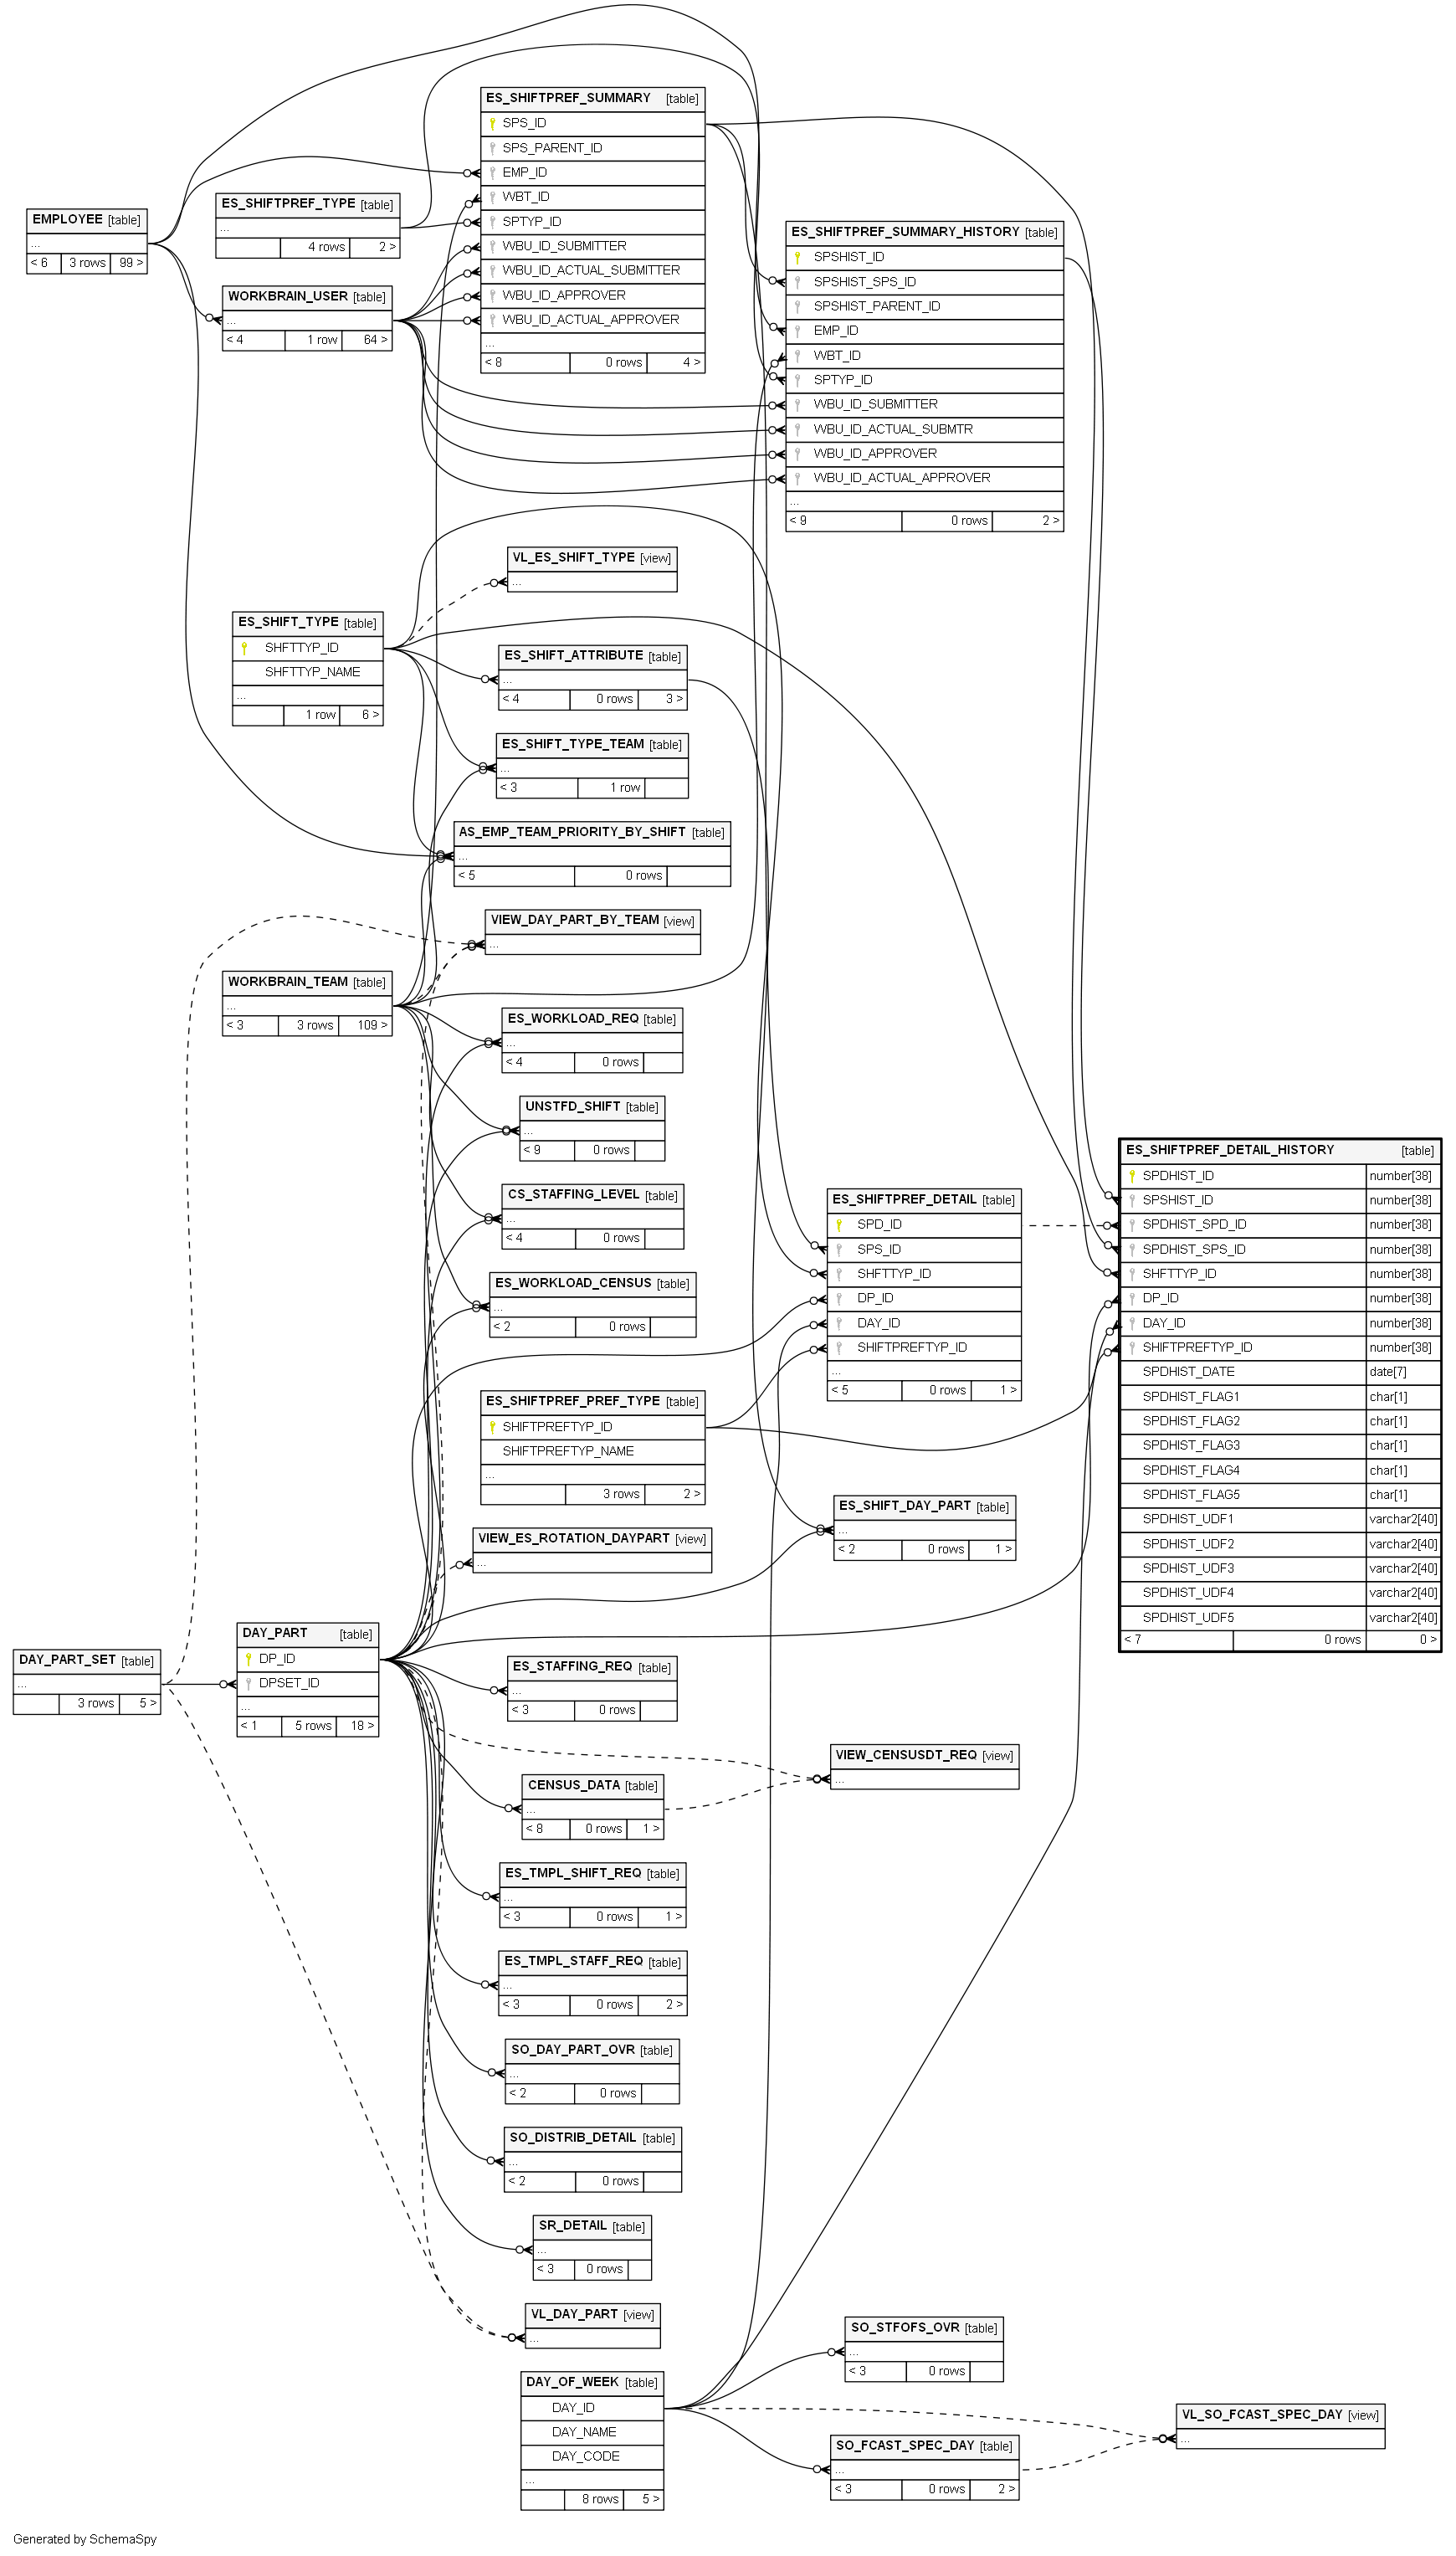 ES_SHIFTPREF_SUMMARY [table]
SPS_ID
SPS_PARENT_ID
EMP_ID
WBT_ID
SPTYP_ID
WBU_ID_SUBMITTER
WBU_ID_ACTUAL_SUBMITTER
WBU_ID_APPROVER
WBU_ID_ACTUAL_APPROVER
...
< 8 0 rows 4 >
ES_SHIFTPREF_TYPE [table]
...
4 rows 2 >
EMPLOYEE [table]
...
< 6 3 rows 99 >
WORKBRAIN_USER [table]
...
< 4 1 row 64 >
ES_SHIFTPREF_SUMMARY_HISTORY [table]
SPSHIST_ID
SPSHIST_SPS_ID
SPSHIST_PARENT_ID
EMP_ID
WBT_ID
SPTYP_ID
WBU_ID_SUBMITTER
WBU_ID_ACTUAL_SUBMTR
WBU_ID_APPROVER
WBU_ID_ACTUAL_APPROVER
...
< 9 0 rows 2 >
VL_ES_SHIFT_TYPE [view]
...
ES_SHIFT_TYPE [table]
SHFTTYP_ID
SHFTTYP_NAME
...
1 row 6 >
ES_SHIFT_ATTRIBUTE [table]
...
< 4 0 rows 3 >
ES_SHIFT_TYPE_TEAM [table]
...
< 3 1 row
AS_EMP_TEAM_PRIORITY_BY_SHIFT [table]
...
< 5 0 rows
VIEW_DAY_PART_BY_TEAM [view]
...
WORKBRAIN_TEAM [table]
...
< 3 3 rows 109 >
ES_WORKLOAD_REQ [table]
...
< 4 0 rows
UNSTFD_SHIFT [table]
...
< 9 0 rows
CS_STAFFING_LEVEL [table]
...
< 4 0 rows
ES_WORKLOAD_CENSUS [table]
...
< 2 0 rows
ES_SHIFTPREF_DETAIL [table]
SPD_ID
SPS_ID
SHFTTYP_ID
DP_ID
DAY_ID
SHIFTPREFTYP_ID
...
< 5 0 rows 1 >
ES_SHIFTPREF_DETAIL_HISTORY [table]
SPDHIST_ID number[38]
SPSHIST_ID number[38]
SPDHIST_SPD_ID number[38]
SPDHIST_SPS_ID number[38]
SHFTTYP_ID number[38]
DP_ID number[38]
DAY_ID number[38]
SHIFTPREFTYP_ID number[38]
SPDHIST_DATE date[7]
SPDHIST_FLAG1 char[1]
SPDHIST_FLAG2 char[1]
SPDHIST_FLAG3 char[1]
SPDHIST_FLAG4 char[1]
SPDHIST_FLAG5 char[1]
SPDHIST_UDF1 varchar2[40]
SPDHIST_UDF2 varchar2[40]
SPDHIST_UDF3 varchar2[40]
SPDHIST_UDF4 varchar2[40]
SPDHIST_UDF5 varchar2[40]
< 7 0 rows 0 >
ES_SHIFTPREF_PREF_TYPE [table]
SHIFTPREFTYP_ID
SHIFTPREFTYP_NAME
...
3 rows 2 >
ES_SHIFT_DAY_PART [table]
...
< 2 0 rows 1 >
VIEW_ES_ROTATION_DAYPART [view]
...
DAY_PART_SET [table]
...
3 rows 5 >
DAY_PART [table]
DP_ID
DPSET_ID
...
< 1 5 rows 18 >
ES_STAFFING_REQ [table]
...
< 3 0 rows
VIEW_CENSUSDT_REQ [view]
...
CENSUS_DATA [table]
...
< 8 0 rows 1 >
ES_TMPL_SHIFT_REQ [table]
...
< 3 0 rows 1 >
ES_TMPL_STAFF_REQ [table]
...
< 3 0 rows 2 >
SO_DAY_PART_OVR [table]
...
< 2 0 rows
SO_DISTRIB_DETAIL [table]
...
< 2 0 rows
SR_DETAIL [table]
...
< 3 0 rows
VL_DAY_PART [view]
...
SO_STFOFS_OVR [table]
...
< 3 0 rows
DAY_OF_WEEK [table]
DAY_ID
DAY_NAME
DAY_CODE
...
8 rows 5 >
SO_FCAST_SPEC_DAY [table]
...
< 3 0 rows 2 >
VL_SO_FCAST_SPEC_DAY [view]
...
Generated by SchemaSpy